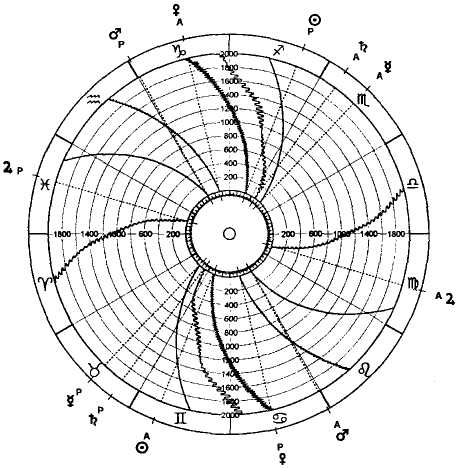 ♀ A
♂ P
☉ P
♄ A
☿ A
♑
♐
♒
♏
2000
1800
1600
1400
1200
1000
800
600
400
200
♃ P
♓
♎
1800 1400 1000 600 200
200 600 1000 1400 1800
♈
♍
A ♃
200
400
600
800
1000
1200
1400
1600
1800
2000
♉
♌
♊
♋
☿ P
♄ P
☉ A
♀ P
♂ A